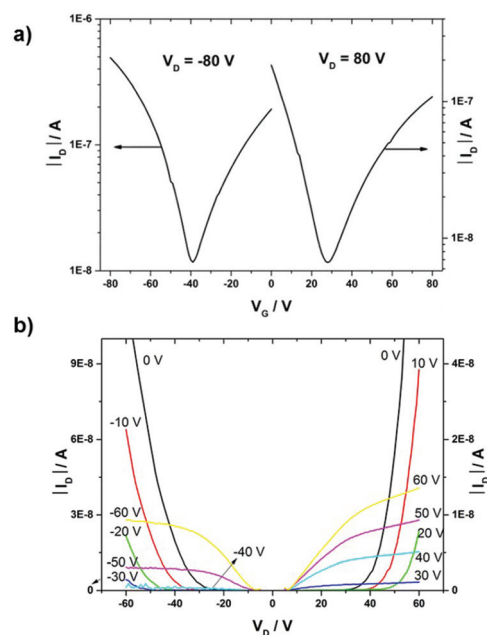 a)
1E-6
V_D = -80 V
V_D = 80 V
1E-7
1E-7
|I_D| / A
|I_D| / A
1E-8
1E-8
-80 -60 -40 -20 0 20 40 60 80
V_G / V
b)
9E-8
0 V
0 V
4E-8
10 V
-10 V
6E-8
|I_D| / A
|I_D| / A
2E-8
60 V
-60 V
50 V
3E-8
1E-8
-20 V
20 V
-40 V
40 V
-50 V
-30 V
30 V
0
0
-60 -40 -20 0 20 40 60
V_D / V